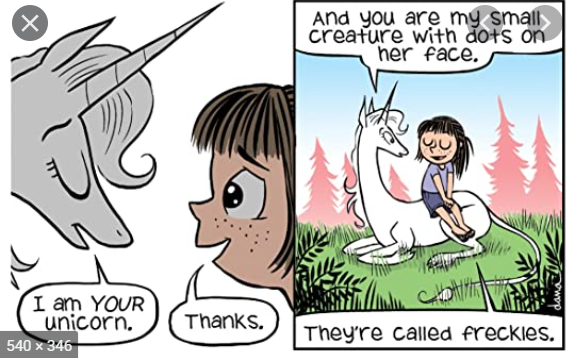 I am YOUR
unicorn.
Thanks.
And you are my small
creature with dots on
her face.
They're called freckles.
dana
540 × 346